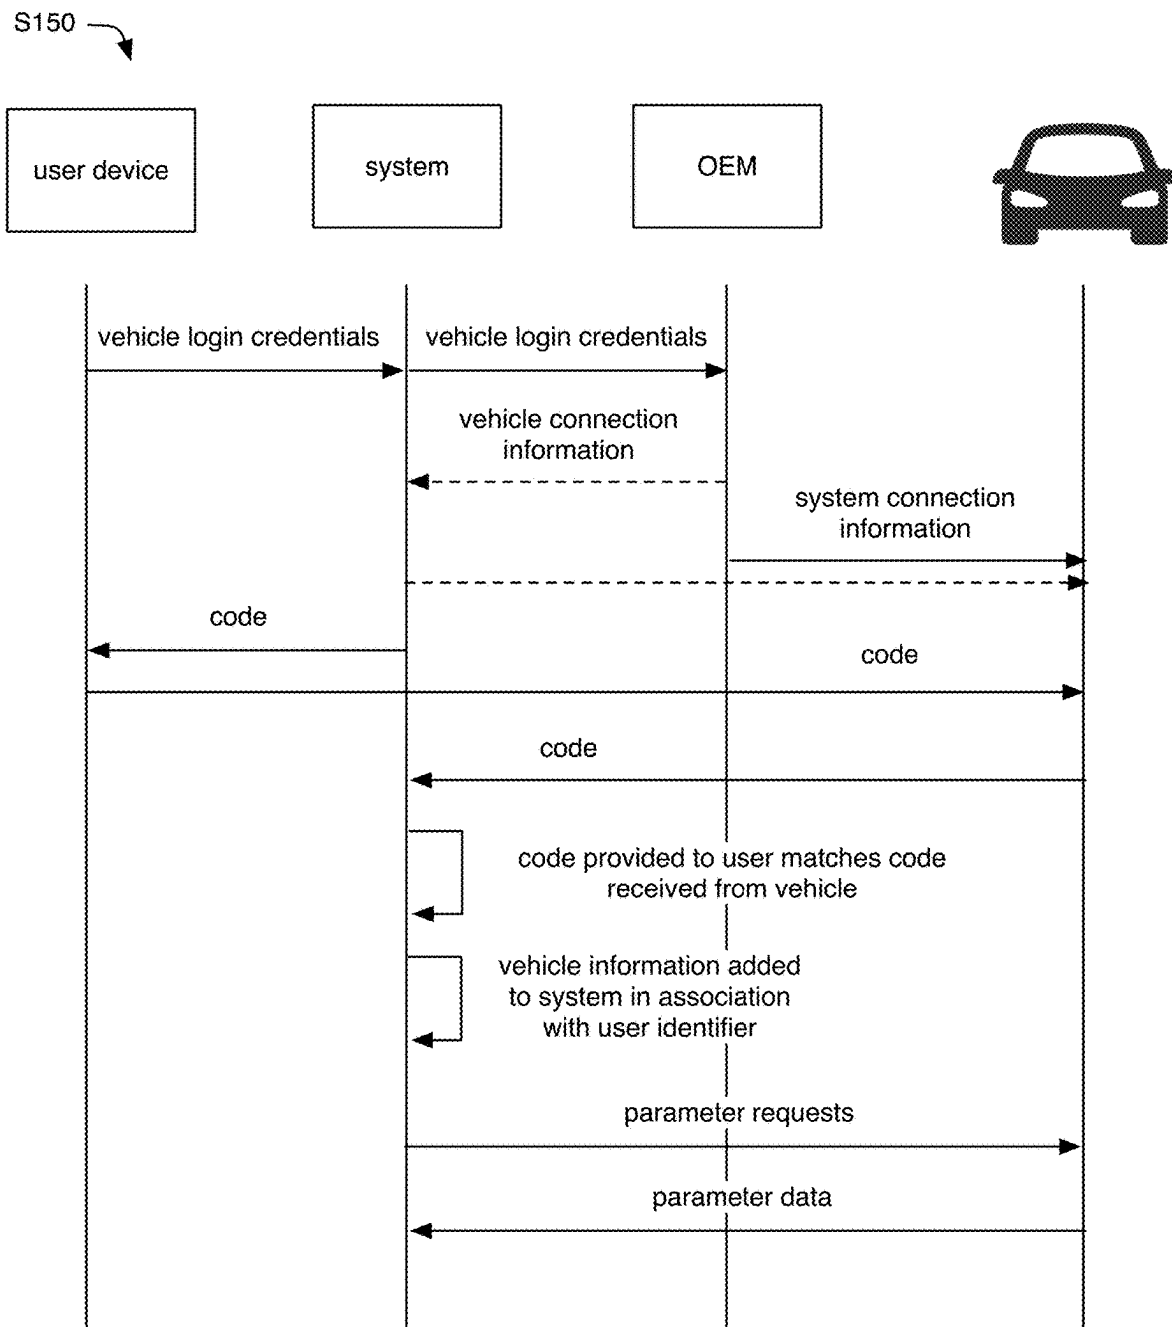 S150
user device
system
OEM
vehicle login credentials
vehicle login credentials
vehicle connection
information
system connection
information
code
code
code
code provided to user matches code
received from vehicle
vehicle information added
to system in association
with user identifier
parameter requests
parameter data